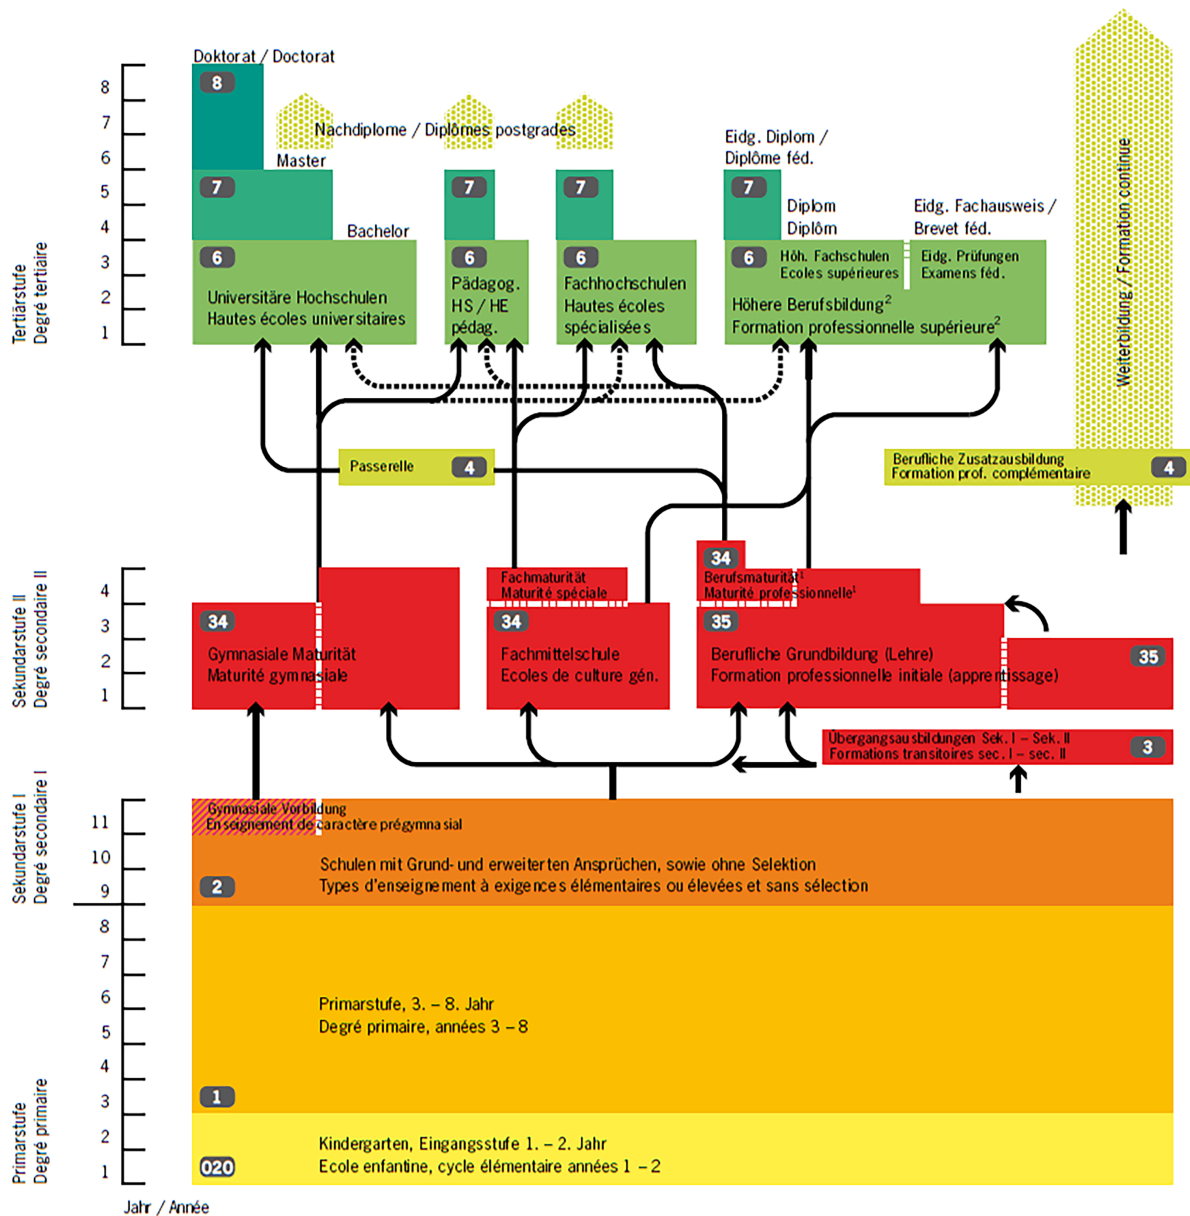 Doktorat / Doctorat
8
8
7
6
5
4
3
2
1
Nachdiplome / Diplômes postgrades
Master
7
7
7
Eidg. Diplom /
Diplôme féd.
7
Bachelor
Diplom
Diplôm
Eidg. Fachausweis /
Brevet féd.
6
Universitäre Hochschulen
Hautes écoles universitaires
6
Pädagog.
HS / HE
pédag.
6
Fachhochschulen
Hautes écoles
spécialisées
6
Höh. Fachschulen
Ecoles supérieures
Eidg. Prüfungen
Examens féd.
Höhere Berufsbildung²
Formation professionnelle supérieure²
Tertiärstufe
Degré tertiaire
Weiterbildung / Formation continue
Passerelle
4
Berufliche Zusatzausbildung
Formation prof. complémentaire
4
Sekundarstufe II
Degré secondaire II
4
3
2
1
34
Gymnasiale Maturität
Maturité gymnasiale
Fachmaturität
Maturité spéciale
34
Fachmittelschule
Ecoles de culture gén.
34
Berufsmaturität¹
Maturité professionnelle¹
35
Berufliche Grundbildung (Lehre)
Formation professionnelle initiale (apprentissage)
35
Übergangsausbildungen Sek. I – Sek. II
Formations transitoires sec. I – sec. II
3
Sekundarstufe I
Degré secondaire I
11
10
9
Gymnasiale Vorbildung
Enseignement de caractère prégymnasial
Schulen mit Grund- und erweiterten Ansprüchen, sowie ohne Selektion
Types d'enseignement à exigences élémentaires ou élevées et sans sélection
2
Primarstufe
Degré primaire
8
7
6
5
4
3
2
1
Primarstufe, 3. – 8. Jahr
Degré primaire, années 3 – 8
1
Kindergarten, Eingangsstufe 1. – 2. Jahr
Ecole enfantine, cycle élémentaire années 1 – 2
020
Jahr / Année